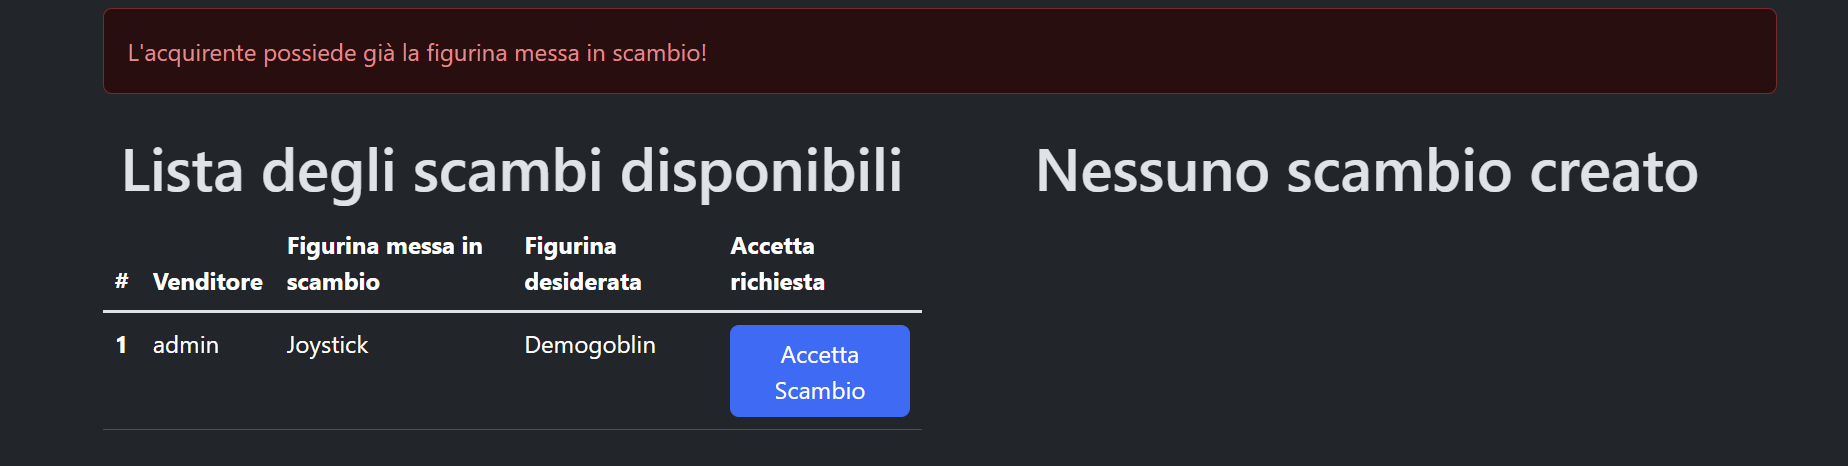 L'acquirente possiede già la figurina messa in scambio!
Lista degli scambi disponibili
Nessuno scambio creato
# Venditore Figurina messa in scambio Figurina desiderata Accetta richiesta
1 admin Joystick Demogoblin Accetta Scambio